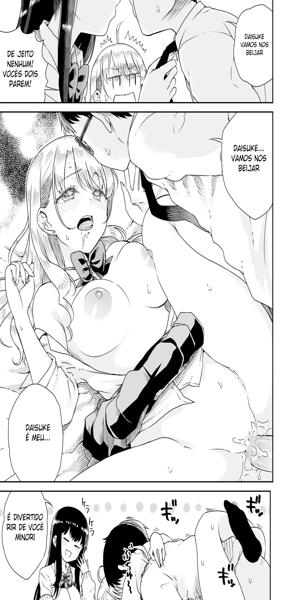 DAISUKE
VAMOS NOS
BEIJAR
DE JEITO
NENHUM!
VOCÊS DOIS
PAREM!
DAISUKE...
VAMOS NOS
BEIJAR
DAISUKE
É MEU...
É DIVERTIDO
RIR DE VOCÊ
MINORI